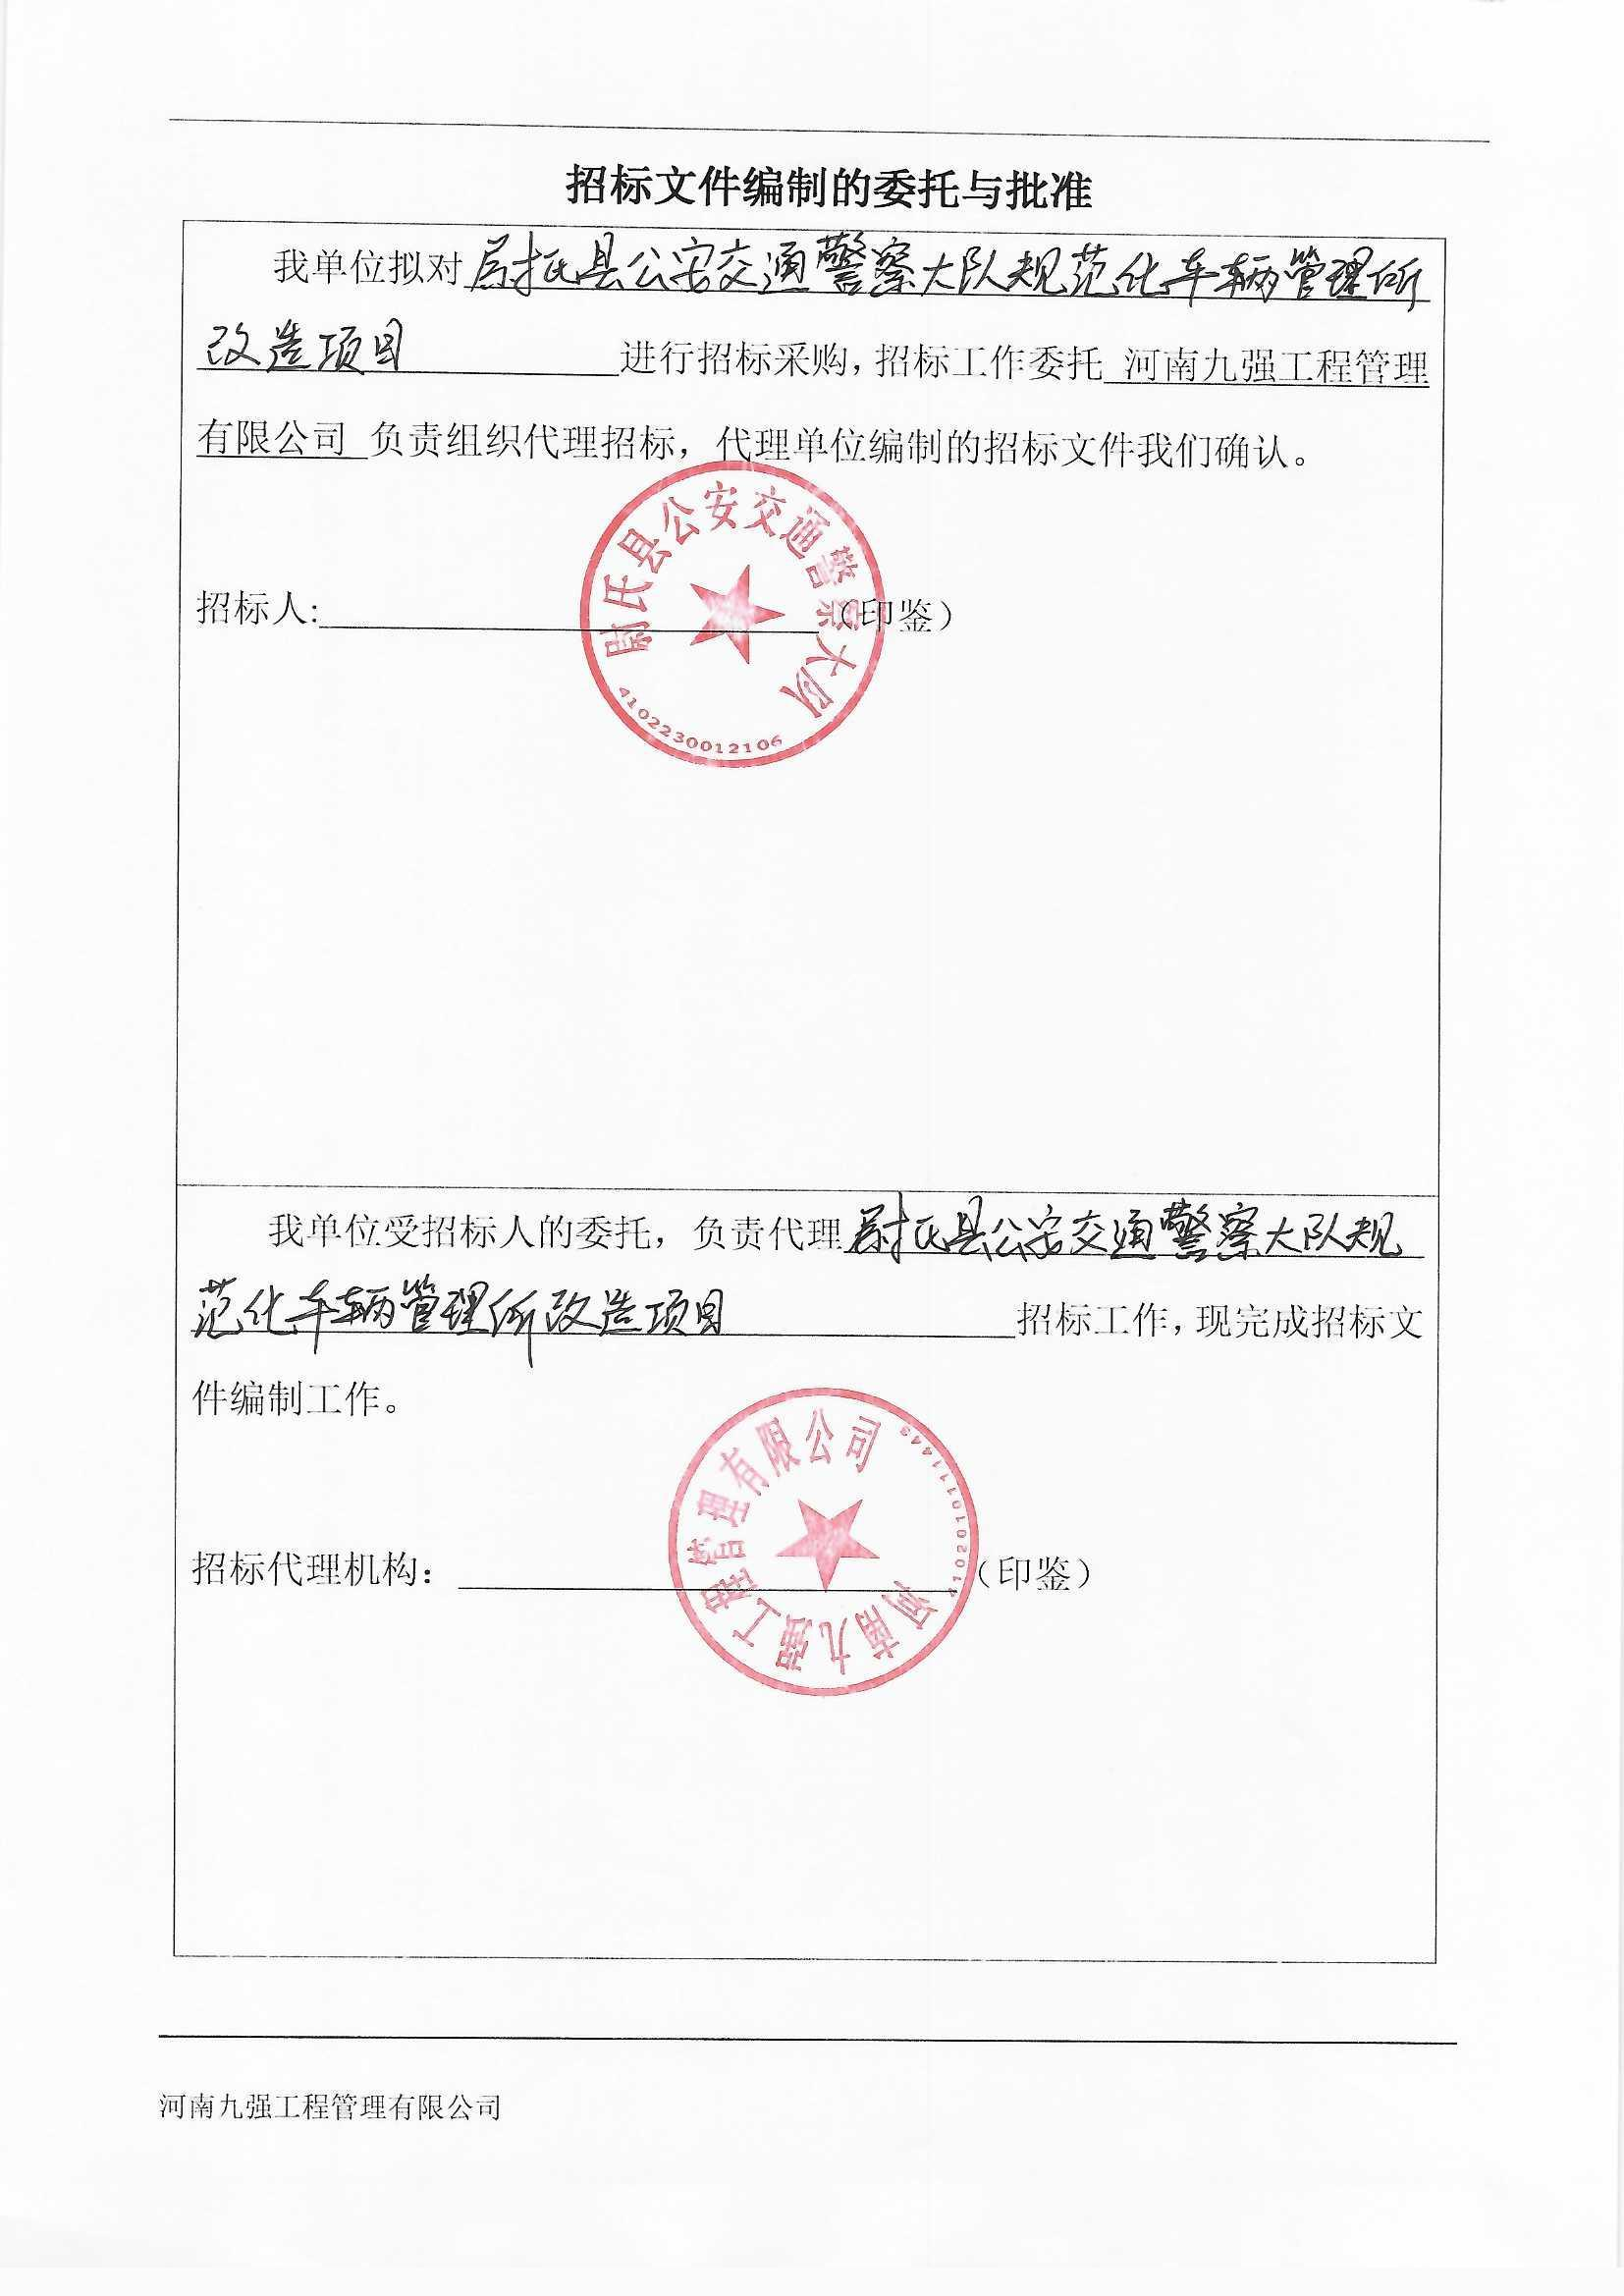 招标文件编制的委托与批准
我单位拟对尉氏县公安交通警察大队规范化车辆管理所
改造项目进行招标采购,招标工作委托 河南九强工程管理
有限公司 负责组织代理招标，代理单位编制的招标文件我们确认。
尉氏县公安交通警察大队
招标人:（印鉴）
4102230012106
我单位受招标人的委托，负责代理尉氏县公安交通警察大队规
范化车辆管理所改造项目招标工作,现完成招标文
件编制工作。
河南九强工程管理有限公司
招标代理机构：（印鉴）
河南九强工程管理有限公司